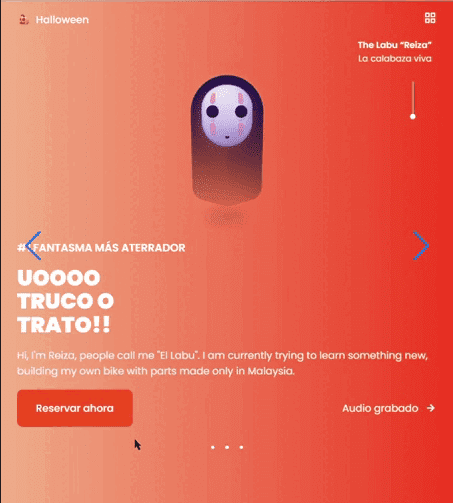 Halloween
The Labu “Reiza”
La calabaza viva
FANTASMA MÁS ATERRADOR
UOOOO
TRUCO O
TRATO!!
Hi, I'm Reiza, people call me "El Labu". I am currently trying to learn something new,
building my own bike with parts made only in Malaysia.
Reservar ahora
Audio grabado